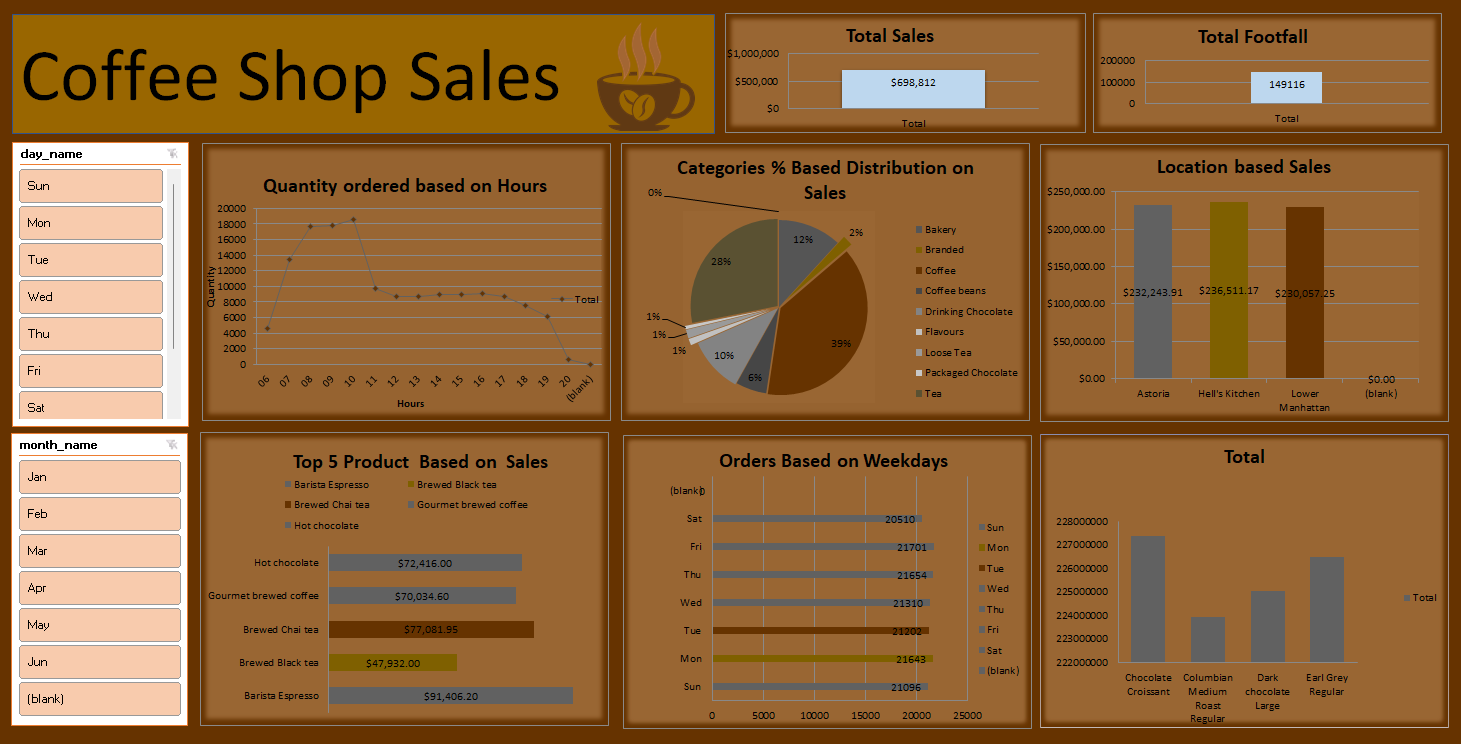 Coffee Shop Sales
Total Sales
$1,000,000
$500,000
$0
$698,812
Total
Total Footfall
200000
100000
0
149116
Total
day_name
Sun
Mon
Tue
Wed
Thu
Fri
Sat
Quantity ordered based on Hours
Quantity
20000
18000
16000
14000
12000
10000
8000
6000
4000
2000
0
Total
06 07 08 09 10 11 12 13 14 15 16 17 18 19 20 (blank)
Hours
Categories % Based Distribution on
Sales
0%
12%
2%
39%
6%
10%
1%
1%
1%
28%
Bakery
Branded
Coffee
Coffee beans
Drinking Chocolate
Flavours
Loose Tea
Packaged Chocolate
Tea
Location based Sales
$250,000.00
$200,000.00
$150,000.00
$100,000.00
$50,000.00
$0.00
$232,243.91 $236,511.17 $230,057.25
$0.00
Astoria Hell's Kitchen Lower
Manhattan
(blank)
month_name
Jan
Feb
Mar
Apr
May
Jun
(blank)
Top 5 Product Based on Sales
Barista Espresso Brewed Black tea
Brewed Chai tea Gourmet brewed coffee
Hot chocolate
Hot chocolate $72,416.00
Gourmet brewed coffee $70,034.60
Brewed Chai tea $77,081.95
Brewed Black tea $47,932.00
Barista Espresso $91,406.20
Orders Based on Weekdays
(blank) 0
Sat 20510
Fri 21701
Thu 21654
Wed 21310
Tue 21202
Mon 21643
Sun 21096
0 5000 10000 15000 20000 25000
Sun
Mon
Tue
Wed
Thu
Fri
Sat
(blank)
Total
228000000
227000000
226000000
225000000
224000000
223000000
222000000
Total
Chocolate
Croissant
Columbian
Medium
Roast
Regular
Dark
chocolate
Large
Earl Grey
Regular